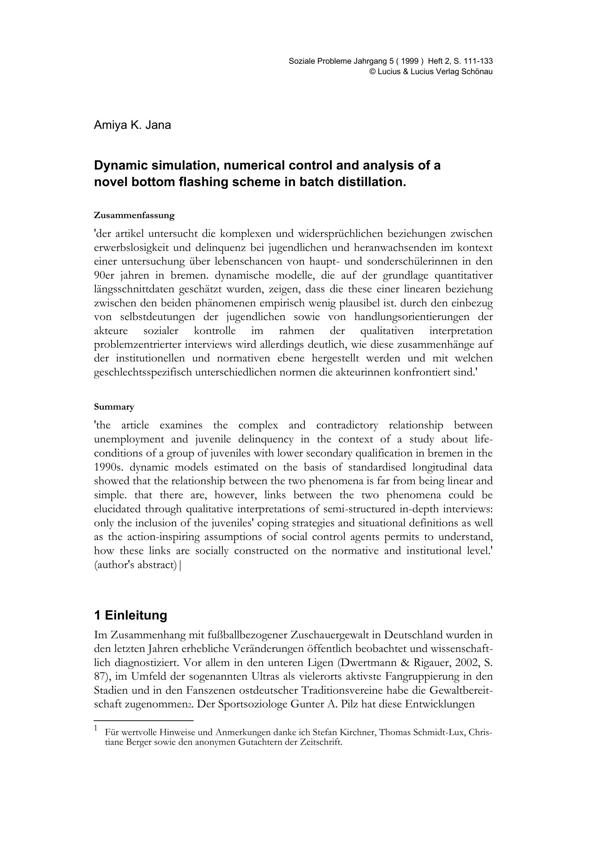 Soziale Probleme Jahrgang 5 ( 1999 ) Heft 2, S. 111-133
© Lucius & Lucius Verlag Schönau
Amiya K. Jana
Dynamic simulation, numerical control and analysis of a
novel bottom flashing scheme in batch distillation.
Zusammenfassung
'der artikel untersucht die komplexen und widersprüchlichen beziehungen zwischen
erwerbslosigkeit und delinquenz bei jugendlichen und heranwachsenden im kontext
einer untersuchung über lebenschancen von haupt- und sonderschülerinnen in den
90er jahren in bremen. dynamische modelle, die auf der grundlage quantitativer
längsschnittdaten geschätzt wurden, zeigen, dass die these einer linearen beziehung
zwischen den beiden phänomenen empirisch wenig plausibel ist. durch den einbezug
von selbstdeutungen der jugendlichen sowie von handlungsorientierungen der
akteure sozialer kontrolle im rahmen der qualitativen interpretation
problemzentrierter interviews wird allerdings deutlich, wie diese zusammenhänge auf
der institutionellen und normativen ebene hergestellt werden und mit welchen
geschlechtsspezifisch unterschiedlichen normen die akteurinnen konfrontiert sind.'
Summary
'the article examines the complex and contradictory relationship between
unemployment and juvenile delinquency in the context of a study about life-
conditions of a group of juveniles with lower secondary qualification in bremen in the
1990s. dynamic models estimated on the basis of standardised longitudinal data
showed that the relationship between the two phenomena is far from being linear and
simple. that there are, however, links between the two phenomena could be
elucidated through qualitative interpretations of semi-structured in-depth interviews:
only the inclusion of the juveniles' coping strategies and situational definitions as well
as the action-inspiring assumptions of social control agents permits to understand,
how these links are socially constructed on the normative and institutional level.'
(author's abstract)|
1 Einleitung
Im Zusammenhang mit fußballbezogener Zuschauergewalt in Deutschland wurden in
den letzten Jahren erhebliche Veränderungen öffentlich beobachtet und wissenschaft-
lich diagnostiziert. Vor allem in den unteren Ligen (Dwertmann & Rigauer, 2002, S.
87), im Umfeld der sogenannten Ultras als vielerorts aktivste Fangruppierung in den
Stadien und in den Fanszenen ostdeutscher Traditionsvereine habe die Gewaltbereit-
schaft zugenommen2. Der Sportsoziologe Gunter A. Pilz hat diese Entwicklungen
1 Für wertvolle Hinweise und Anmerkungen danke ich Stefan Kirchner, Thomas Schmidt-Lux, Chris-
tiane Berger sowie den anonymen Gutachtern der Zeitschrift.